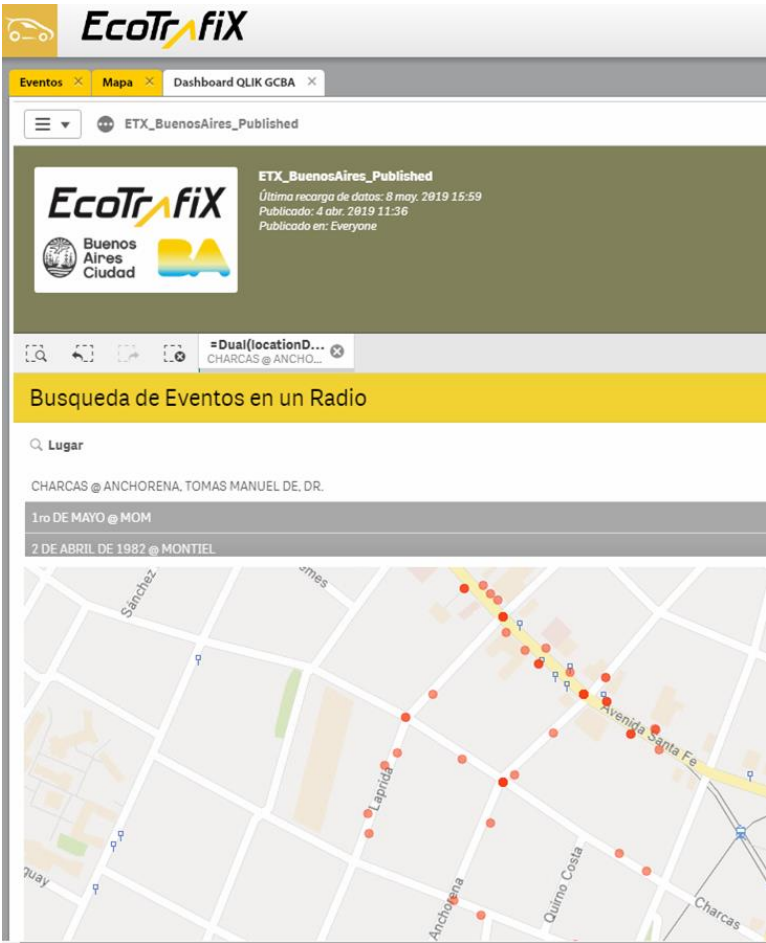 EcoTrafiX
Eventos
Mapa
Dashboard QLIK GCBA
ETX_BuenosAires_Published
EcoTrafiX
Buenos
Aires
Ciudad
BA
ETX_BuenosAires_Published
Última recarga de datos: 8 may. 2019 15:59
Publicado: 4 abr. 2019 11:36
Publicado en: Everyone
=Dual(locationD...
CHARCAS @ ANCHO...
Busqueda de Eventos en un Radio
Lugar
CHARCAS @ ANCHORENA, TOMAS MANUEL DE, DR.
1ro DE MAYO @ MOM
2 DE ABRIL DE 1982 @ MONTIEL
Sánchez
emes
Avenida Santa Fe
Laprida
Anchorena
Quirno Costa
Charcas
guay